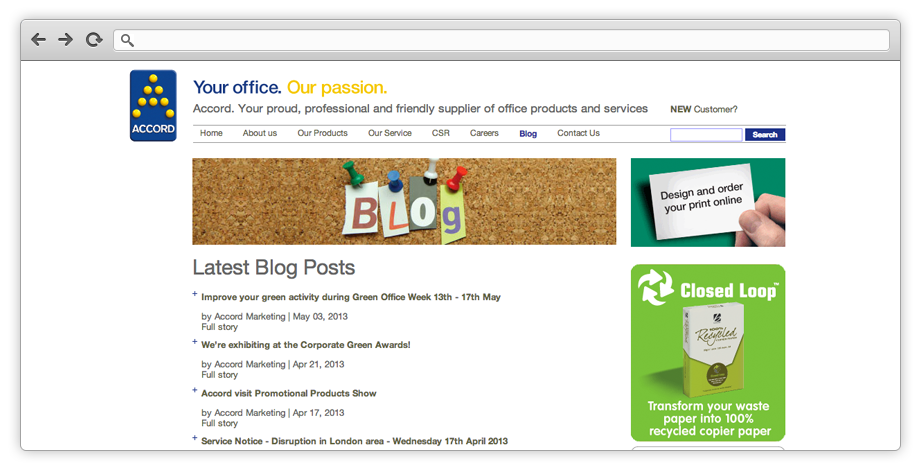 Your office. Our passion.
ACCORD
Accord. Your proud, professional and friendly supplier of office products and services
NEW Customer?
Home About us Our Products Our Service CSR Careers Blog Contact Us Search
BLOg
Design and order
your print online
Latest Blog Posts
+ Improve your green activity during Green Office Week 13th - 17th May
by Accord Marketing | May 03, 2013
Full story
+ We're exhibiting at the Corporate Green Awards!
by Accord Marketing | Apr 21, 2013
Full story
+ Accord visit Promotional Products Show
by Accord Marketing | Apr 17, 2013
Full story
+ Service Notice - Disruption in London area - Wednesday 17th April 2013
Closed Loop™
Recycled
Transform your waste
paper into 100%
recycled copier paper